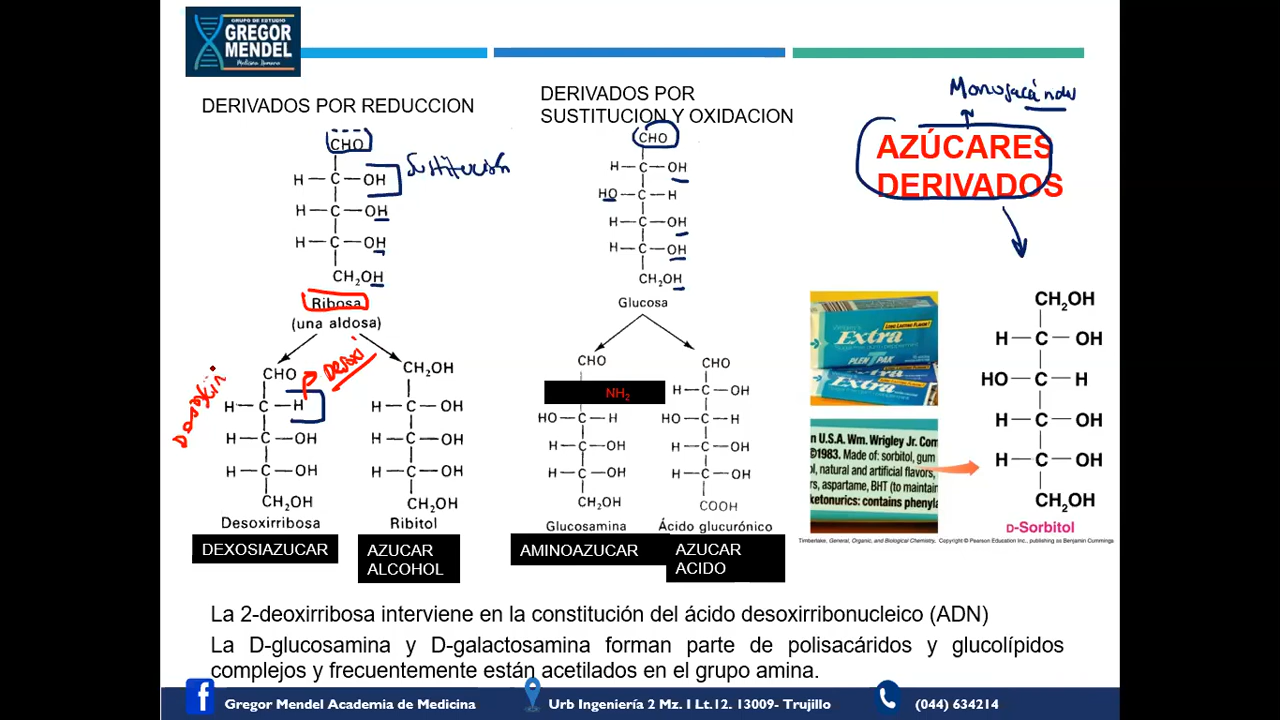 GRUPO DE ESTUDIO
GREGOR
MENDEL
Medicina Humana
DERIVADOS POR REDUCCION
CHO
H—C—OH
H—C—OH
H—C—OH
CH₂OH
Ribosa
(una aldosa)
Sustitución
CHO
H—C—H
H—C—OH
H—C—OH
CH₂OH
Desoxirribosa
DEXOSIAZUCAR
DESOXI
CH₂OH
H—C—OH
H—C—OH
H—C—OH
CH₂OH
Ribitol
AZUCAR
ALCOHOL
DERIVADOS POR
SUSTITUCION Y OXIDACION
CHO
H—C—OH
HO—C—H
H—C—OH
H—C—OH
CH₂OH
Glucosa
CHO
NH₂
HO—C—H
H—C—OH
H—C—OH
CH₂OH
Glucosamina
AMINOAZUCAR
CHO
H—C—OH
HO—C—H
H—C—OH
H—C—OH
COOH
Ácido glucurónico
AZUCAR
ACIDO
Monosacáridos
AZÚCARES
DERIVADOS
Wrigley's
Extra
LONG LASTING FLAVOR!
PLEN T PAK
Extra
n U.S.A. Wm. Wrigley Jr. Com
©1983. Made of: sorbitol, gum
l, natural and artificial flavors,
rs, aspartame, BHT (to maintain
ketonurics: contains phenyla
CH₂OH
H—C—OH
HO—C—H
H—C—OH
H—C—OH
CH₂OH
D-Sorbitol
Timberlake, General, Organic, and Biological Chemistry. Copyright © Pearson Education Inc., publishing as Benjamin Cummings
La 2-deoxirribosa interviene en la constitución del ácido desoxirribonucleico (ADN)
La D-glucosamina y D-galactosamina forman parte de polisacáridos y glucolípidos
complejos y frecuentemente están acetilados en el grupo amina.
Gregor Mendel Academia de Medicina
Urb Ingeniería 2 Mz. I Lt.12. 13009- Trujillo
(044) 634214